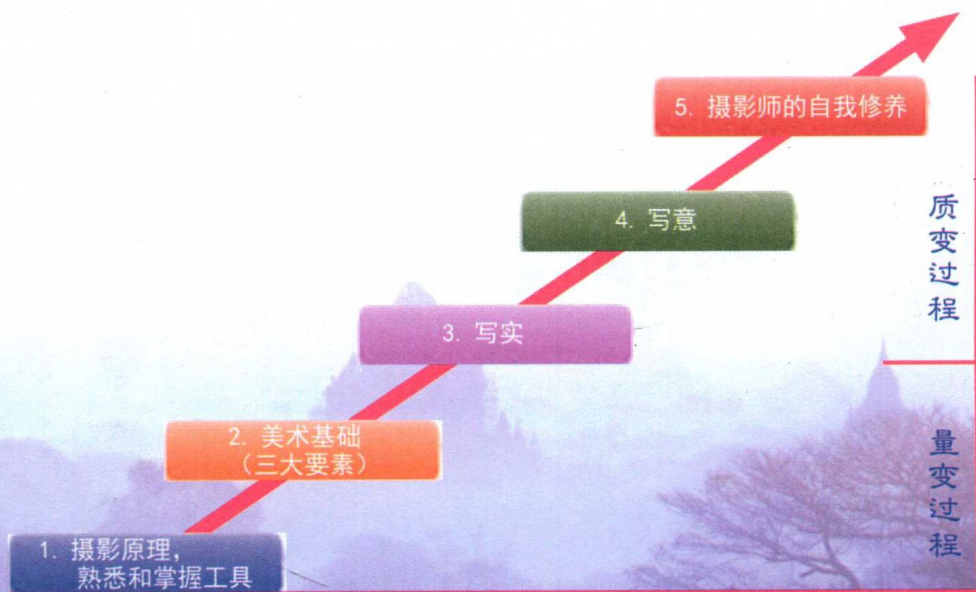 5. 摄影师的自我修养
4. 写意
3. 写实
2. 美术基础
（三大要素）
1. 摄影原理，
熟悉和掌握工具
质变过程
量变过程